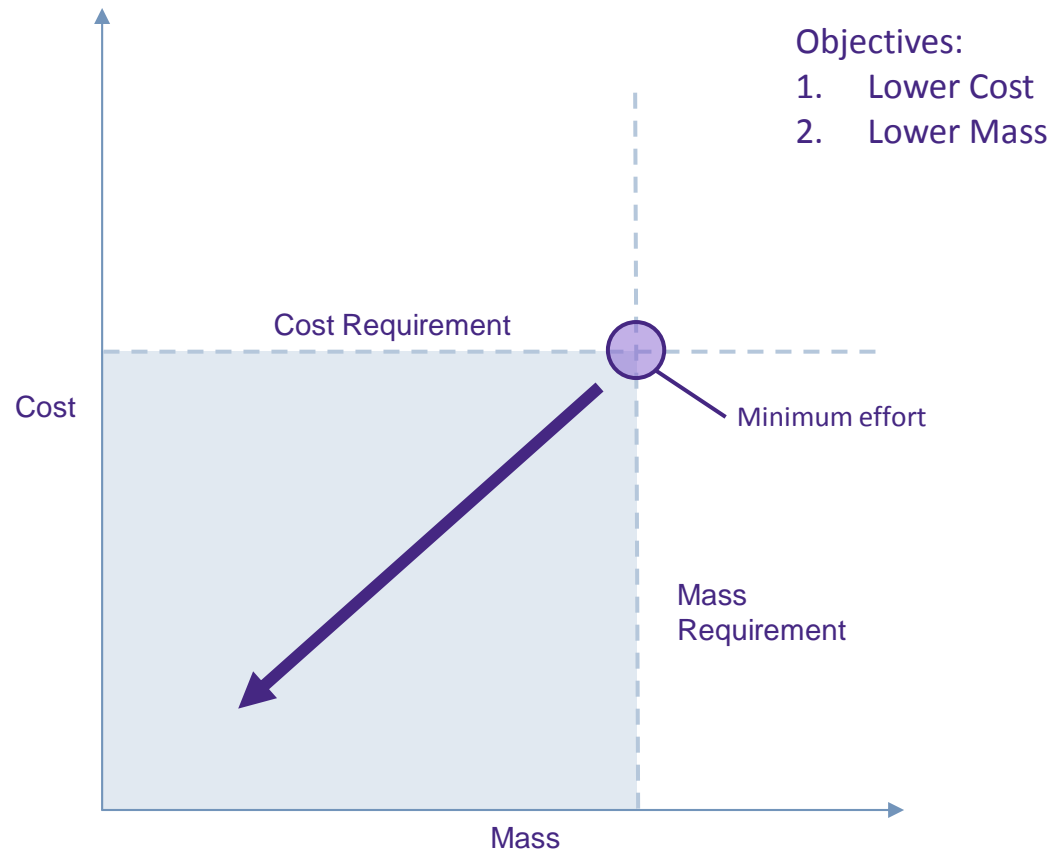 Objectives:
1. Lower Cost
2. Lower Mass
Cost Requirement
Cost
Minimum effort
Mass
Requirement
Mass